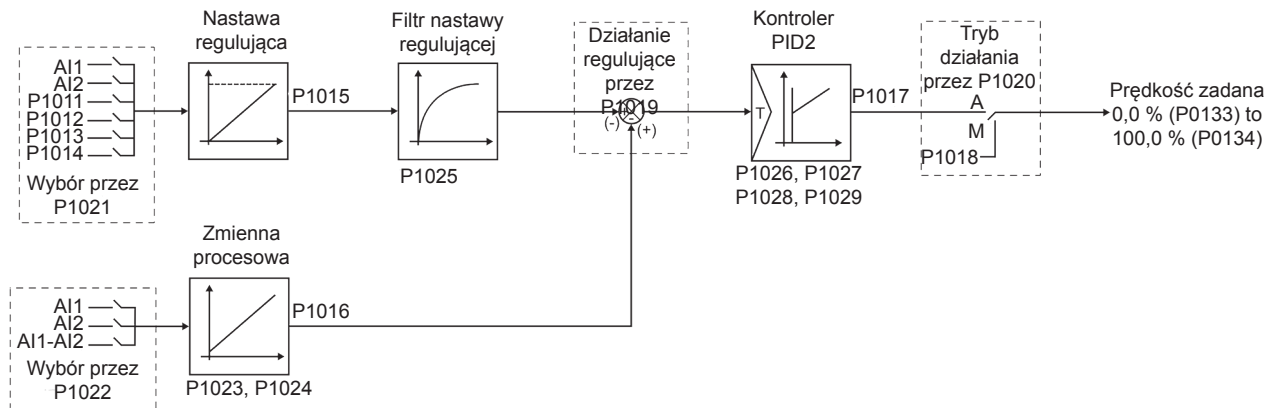 Nastawa
regulująca
Filtr nastawy
regulującej
Działanie
regulujące
przez
P1019
Kontroler
PID2
Tryb
działania
przez P1020
AI1
AI2
P1011
P1012
P1013
P1014
Wybór przez
P1021
P1015
P1025
+
-
(-)
(+)
T
P1017
P1026, P1027
P1028, P1029
A
M
P1018
Prędkość zadana
0,0 % (P0133) to
100,0 % (P0134)
Zmienna
procesowa
AI1
AI2
AI1-AI2
Wybór przez
P1022
P1016
P1023, P1024